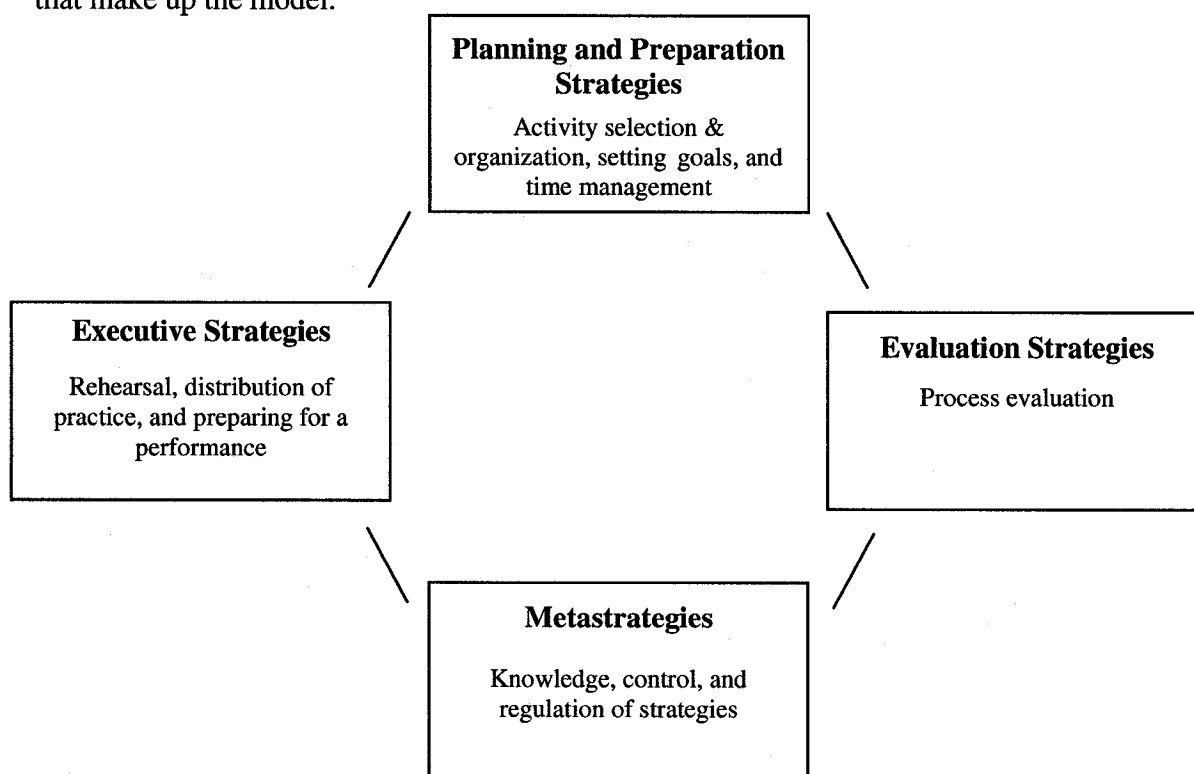 that make up the model.
Planning and Preparation
Strategies
Activity selection &
organization, setting goals, and
time management
Executive Strategies
Rehearsal, distribution of
practice, and preparing for a
performance
Evaluation Strategies
Process evaluation
Metastrategies
Knowledge, control, and
regulation of strategies